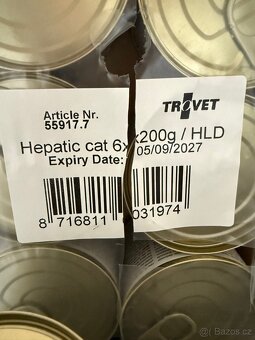 Article Nr.
55917.7
TROVET
Hepatic cat 6x200g / HLD
Expiry Date: 05/09/2027
8 716811 031974
© Bazos.cz